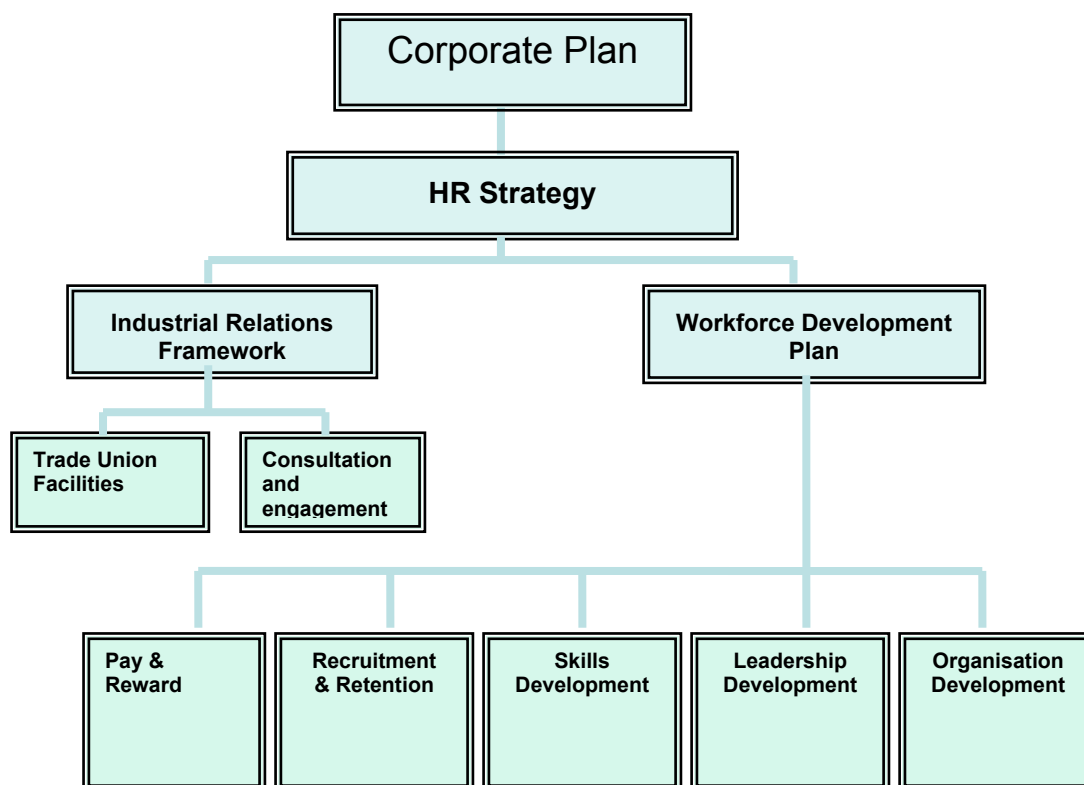 Corporate Plan
HR Strategy
Industrial Relations
Framework
Workforce Development
Plan
Trade Union
Facilities
Consultation
and
engagement
Pay &
Reward
Recruitment
& Retention
Skills
Development
Leadership
Development
Organisation
Development